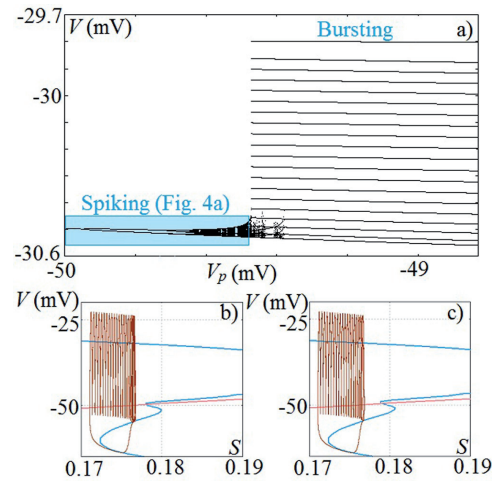 -29.7
V (mV)
Bursting
a)
-30
Spiking (Fig. 4a)
-30.6
-50
Vp (mV)
-49
V (mV)
b)
-25
-50
S
0.17
0.18
0.19
V (mV)
c)
-25
-50
S
0.17
0.18
0.19